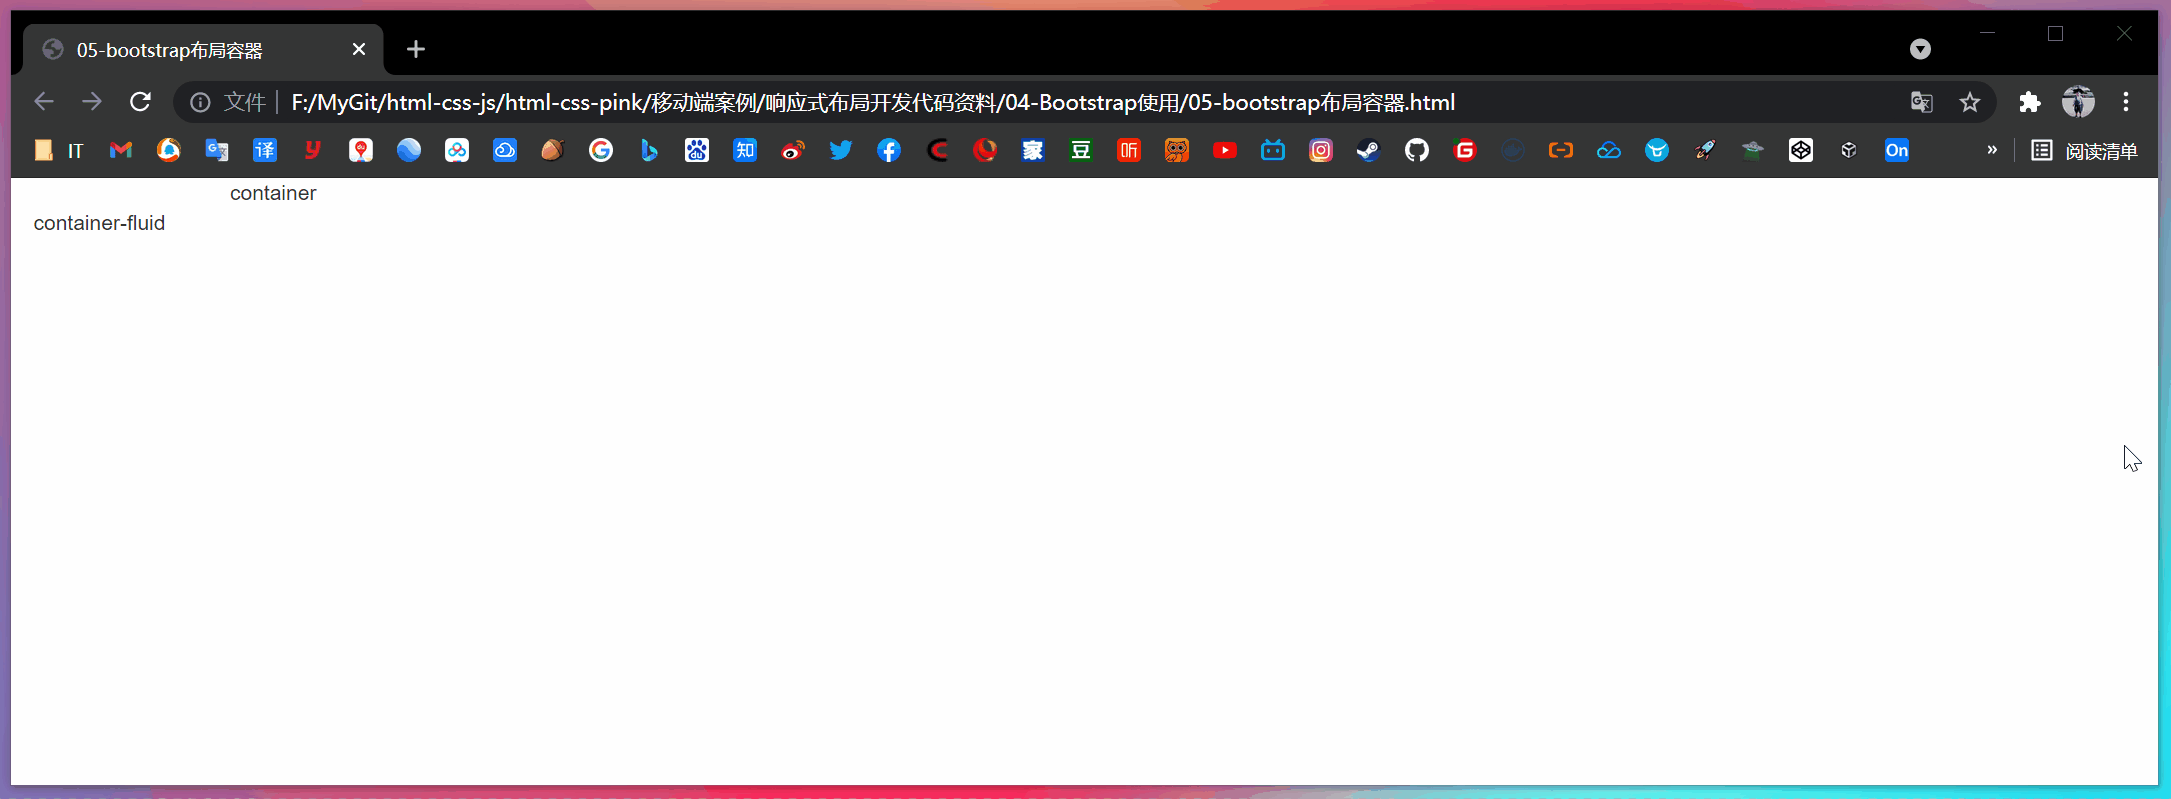 05-bootstrap布局容器
文件 F:/MyGit/html-css-js/html-css-pink/移动端案例/响应式布局开发代码资料/04-Bootstrap使用/05-bootstrap布局容器.html
IT 译 知 家 豆 听 On » 阅读清单
container
container-fluid